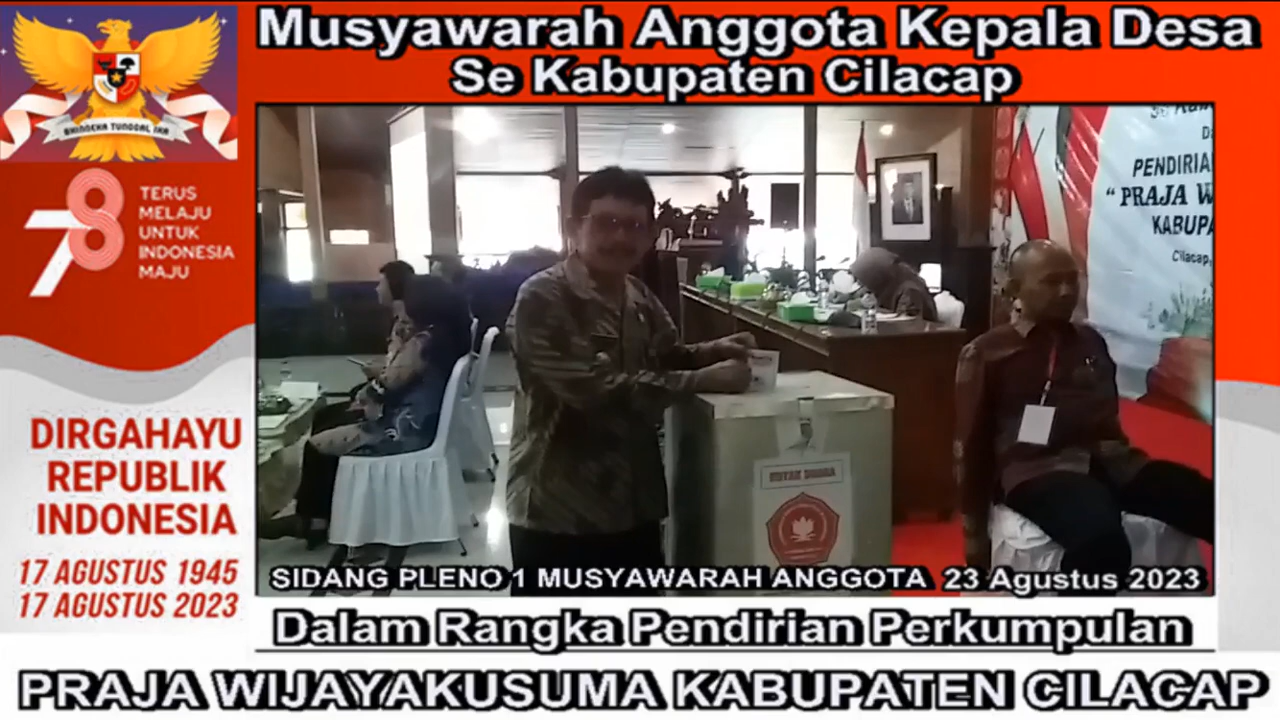 Musyawarah Anggota Kepala Desa
Se Kabupaten Cilacap
BHINNEKA TUNGGAL IKA
78
TERUS
MELAJU
UNTUK
INDONESIA
MAJU
DIRGAHAYU
REPUBLIK
INDONESIA
17 AGUSTUS 1945
17 AGUSTUS 2023
PENDIRIA
“ PRAJA W
KABUPA
Cilacap,
KOTAK SUARA
SIDANG PLENO 1 MUSYAWARAH ANGGOTA 23 Agustus 2023
Dalam Rangka Pendirian Perkumpulan
PRAJA WIJAYAKUSUMA KABUPATEN CILACAP